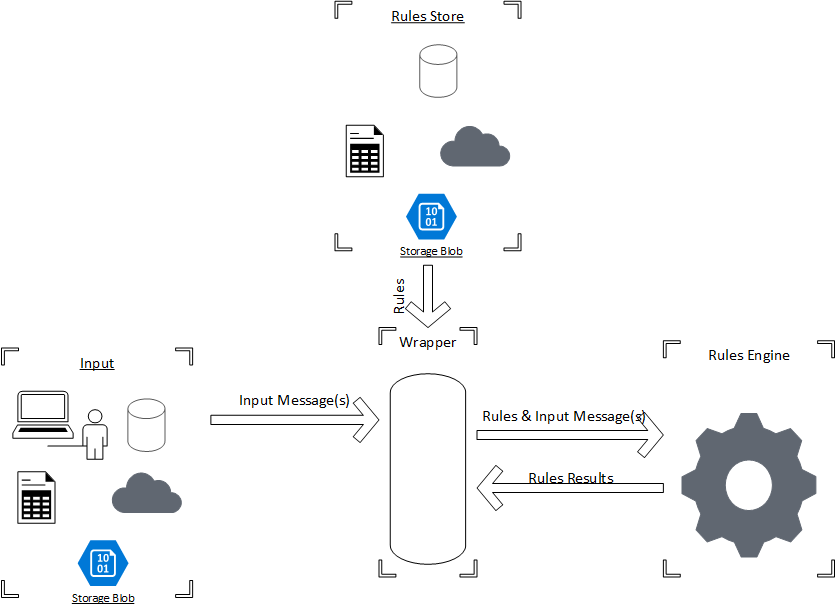 Rules Store
10
01
Storage Blob
Rules
Wrapper
Input
Input Message(s)
10
01
Storage Blob
Rules Engine
Rules & Input Message(s)
Rules Results